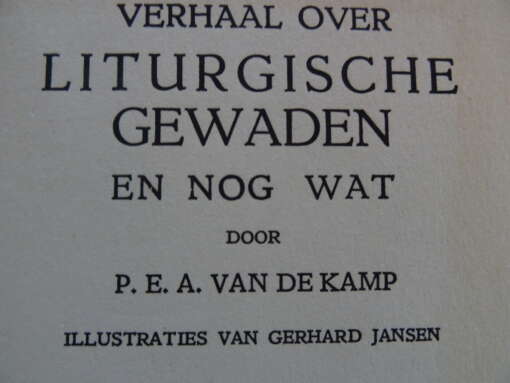 VERHAAL OVER
LITURGISCHE
GEWADEN
EN NOG WAT
DOOR
P. E. A. VAN DE KAMP
ILLUSTRATIES VAN GERHARD JANSEN